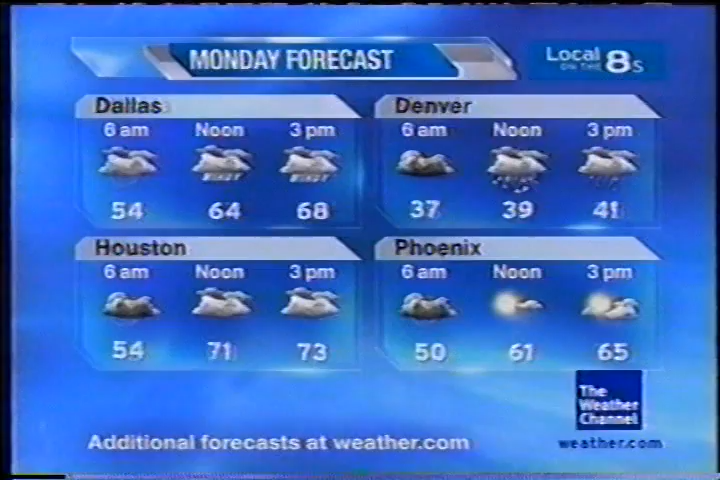 MONDAY FORECAST
Local
ON THE 8s
Dallas
6 am Noon 3 pm
WINDY WINDY
54 64 68
Denver
6 am Noon 3 pm
37 39 41
Houston
6 am Noon 3 pm
54 71 73
Phoenix
6 am Noon 3 pm
50 61 65
The
Weather
Channel
Additional forecasts at weather.com
weather.com